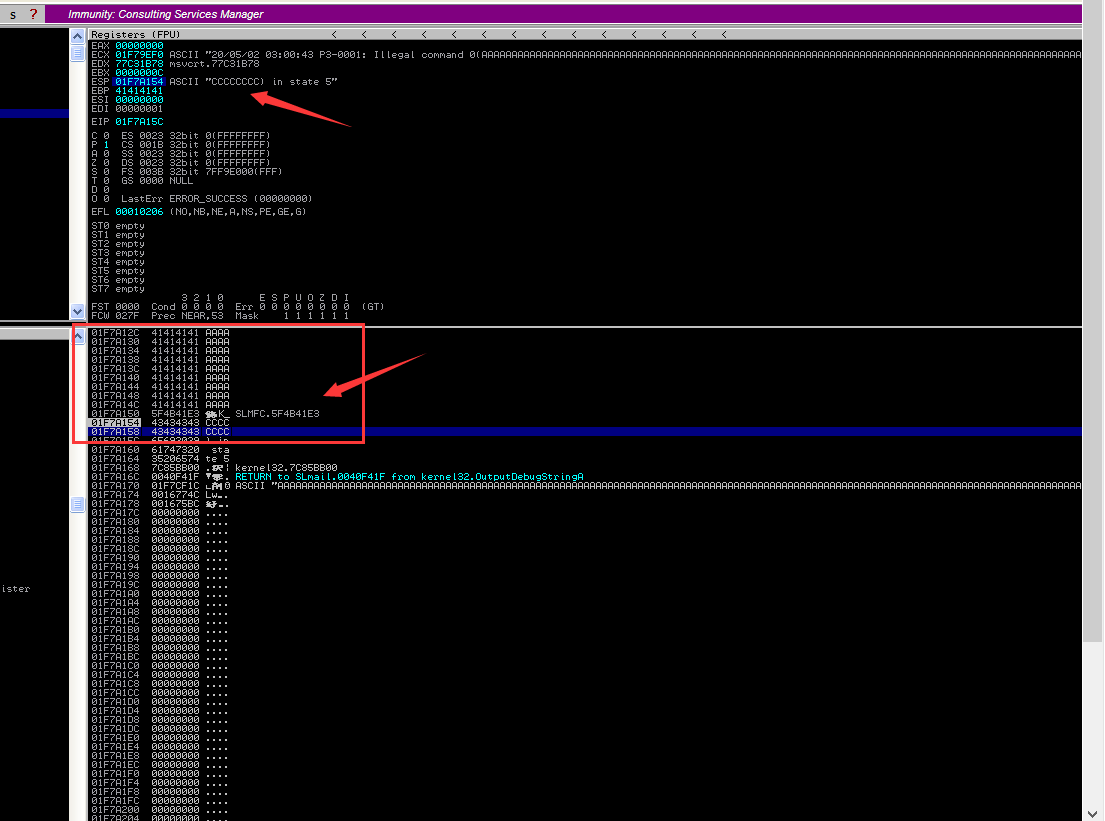 s ? Immunity: Consulting Services Manager
Registers (FPU) < < < < < < < < < < < < < <
EAX 00000000
ECX 01F79EF0 ASCII "20/05/02 03:00:43 P3-0001: Illegal command 0(AAAAAAAAAAAAAAAAAAAAAAAAAAAAAAAAAAAAAAAAAAAAAAAAAAAAAAAAAAAAAAAAAAAAAAAAAAAAAAAAAAAAAAAAAAAAAAAAAAAA
EDX 77C31B78 msvcrt.77C31B78
EBX 0000000C
ESP 01F7A154 ASCII "CCCCCCCC) in state 5"
EBP 41414141
ESI 00000000
EDI 00000001
EIP 01F7A15C
C 0 ES 0023 32bit 0(FFFFFFFF)
P 1 CS 001B 32bit 0(FFFFFFFF)
A 0 SS 0023 32bit 0(FFFFFFFF)
Z 0 DS 0023 32bit 0(FFFFFFFF)
S 0 FS 003B 32bit 7FF9E000(FFF)
T 0 GS 0000 NULL
D 0
O 0 LastErr ERROR_SUCCESS (00000000)
EFL 00010206 (NO,NB,NE,A,NS,PE,GE,G)
ST0 empty
ST1 empty
ST2 empty
ST3 empty
ST4 empty
ST5 empty
ST6 empty
ST7 empty
3 2 1 0 E S P U O Z D I
FST 0000 Cond 0 0 0 0 Err 0 0 0 0 0 0 0 0 (GT)
FCW 027F Prec NEAR,53 Mask 1 1 1 1 1 1
01F7A12C 41414141 AAAA
01F7A130 41414141 AAAA
01F7A134 41414141 AAAA
01F7A138 41414141 AAAA
01F7A13C 41414141 AAAA
01F7A140 41414141 AAAA
01F7A144 41414141 AAAA
01F7A148 41414141 AAAA
01F7A14C 41414141 AAAA
01F7A150 5F4B41E3 K_ SLMFC.5F4B41E3
01F7A154 43434343 CCCC
01F7A158 43434343 CCCC
01F7A15C 6E692029 ) in
01F7A160 61747320 sta
01F7A164 35206574 te 5
01F7A168 7C85BB00 kernel32.7C85BB00
01F7A16C 0040F41F RETURN to SLmail.0040F41F from kernel32.OutputDebugStringA
01F7A170 01F7CF1C ASCII "AAAAAAAAAAAAAAAAAAAAAAAAAAAAAAAAAAAAAAAAAAAAAAAAAAAAAAAAAAAAAAAAAAAAAAAAAAAAAAAAAAAAAAAAAAAAAAAAAAAAAAAAAAAAAAAAAAAAAAAAAAAAAAAAAAAA
01F7A174 0016774C Lw..
01F7A178 001675BC
01F7A17C 00000000 ....
01F7A180 00000000 ....
01F7A184 00000000 ....
01F7A188 00000000 ....
01F7A18C 00000000 ....
01F7A190 00000000 ....
01F7A194 00000000 ....
01F7A198 00000000 ....
ister
01F7A19C 00000000 ....
01F7A1A0 00000000 ....
01F7A1A4 00000000 ....
01F7A1A8 00000000 ....
01F7A1AC 00000000 ....
01F7A1B0 00000000 ....
01F7A1B4 00000000 ....
01F7A1B8 00000000 ....
01F7A1BC 00000000 ....
01F7A1C0 00000000 ....
01F7A1C4 00000000 ....
01F7A1C8 00000000 ....
01F7A1CC 00000000 ....
01F7A1D0 00000000 ....
01F7A1D4 00000000 ....
01F7A1D8 00000000 ....
01F7A1DC 00000000 ....
01F7A1E0 00000000 ....
01F7A1E4 00000000 ....
01F7A1E8 00000000 ....
01F7A1EC 00000000 ....
01F7A1F0 00000000 ....
01F7A1F4 00000000 ....
01F7A1F8 00000000 ....
01F7A1FC 00000000 ....
01F7A200 00000000 ....
01F7A204 00000000 ....